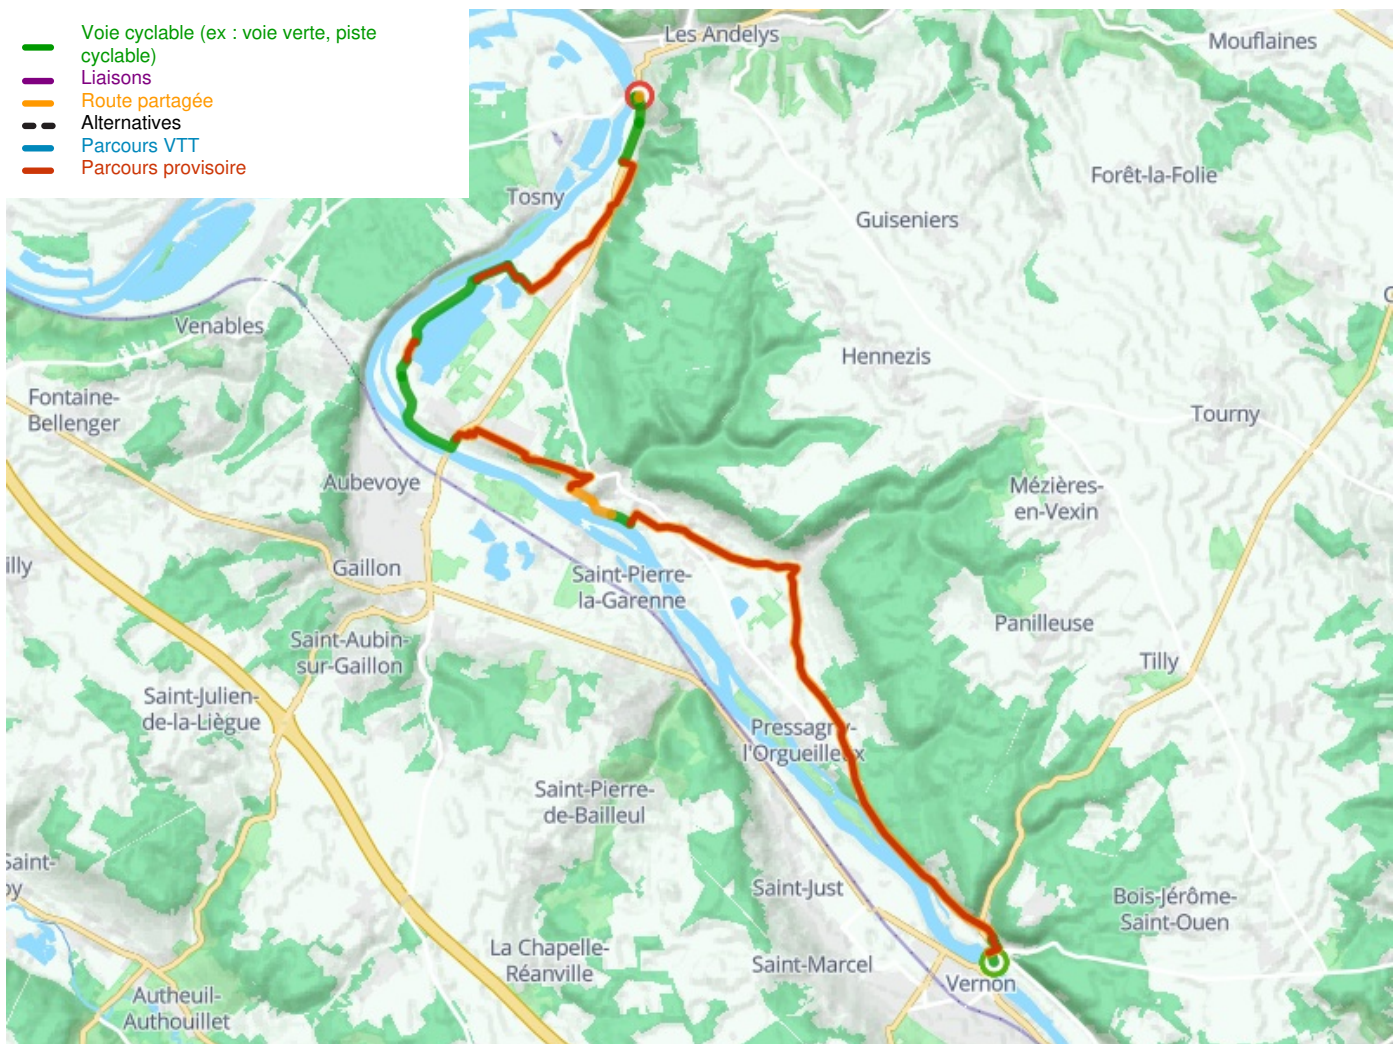 Voie cyclable (ex : voie verte, piste
cyclable)
Liaisons
Route partagée
Alternatives
Parcours VTT
Parcours provisoire
Les Andelys
Mouflaines
Forêt-la-Folie
Tosny
Guiseniers
Venables
Hennezis
Fontaine-
Bellenger
Tourny
Aubevoye
Mézières-
en-Vexin
illy
Gaillon
Saint-Pierre-
la-Garenne
Panilleuse
Saint-Aubin-
sur-Gaillon
Tilly
Saint-Julien-
de-la-Liègue
Pressagny-
l'Orgueilleux
Saint-Pierre-
de-Bailleul
Saint-
oy
Saint-Just
Bois-Jérôme-
Saint-Ouen
La Chapelle-
Réanville
Saint-Marcel
Vernon
Autheuil-
Authouillet